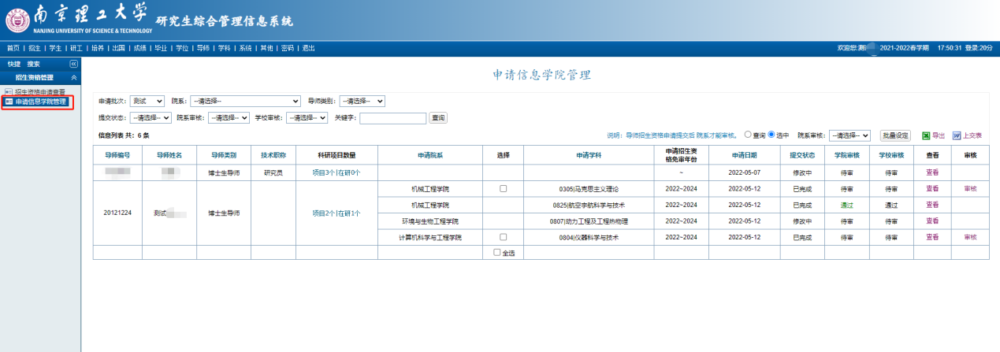 南京理工大学 研究生综合管理信息系统
NANJING UNIVERSITY OF SCIENCE & TECHNOLOGY
首页 | 招生 | 学生 | 研工 | 培养 | 出国 | 成绩 | 毕业 | 学位 | 导师 | 学科 | 系统 | 其他 | 密码 | 退出 欢迎您:测 2021-2022春学期 17:50:31 登录:20分
快捷 搜索
招生资格管理
招生资格申请查看
申请信息学院管理
申请信息学院管理
申请批次: 测试 院系: --请选择-- 导师类别: --请选择--
提交状态: --请选择-- 院系审核: --请选择-- 学校审核: --请选择-- 关键字: 查询
信息列表 共: 6 条 说明: 导师招生资格申请提交后 院系才能审核。 查询 选中 院系审核: --请选择-- 批量设定 导出 上交表
导师编号 导师姓名 导师类别 技术职称 科研项目数量 申请院系 选择 申请学科 申请招生资格免审年份 申请日期 提交状态 学院审核 学校审核 查看 审核
博士生导师 研究员 项目3个|在研0个 ~ 2022-05-07 修改中 待审 待审 查看
20121224 测试 博士生导师 项目2个|在研1个
机械工程学院 0305|马克思主义理论 2022~2024 2022-05-12 已完成 待审 待审 查看 审核
机械工程学院 0825|航空宇航科学与技术 2022~2024 2022-05-12 已完成 通过 通过 查看
环境与生物工程学院 0807|动力工程及工程热物理 2022~2024 2022-05-12 修改中 待审 待审 查看
计算机科学与工程学院 0804|仪器科学与技术 2022~2024 2022-05-12 已完成 待审 待审 查看 审核
全选